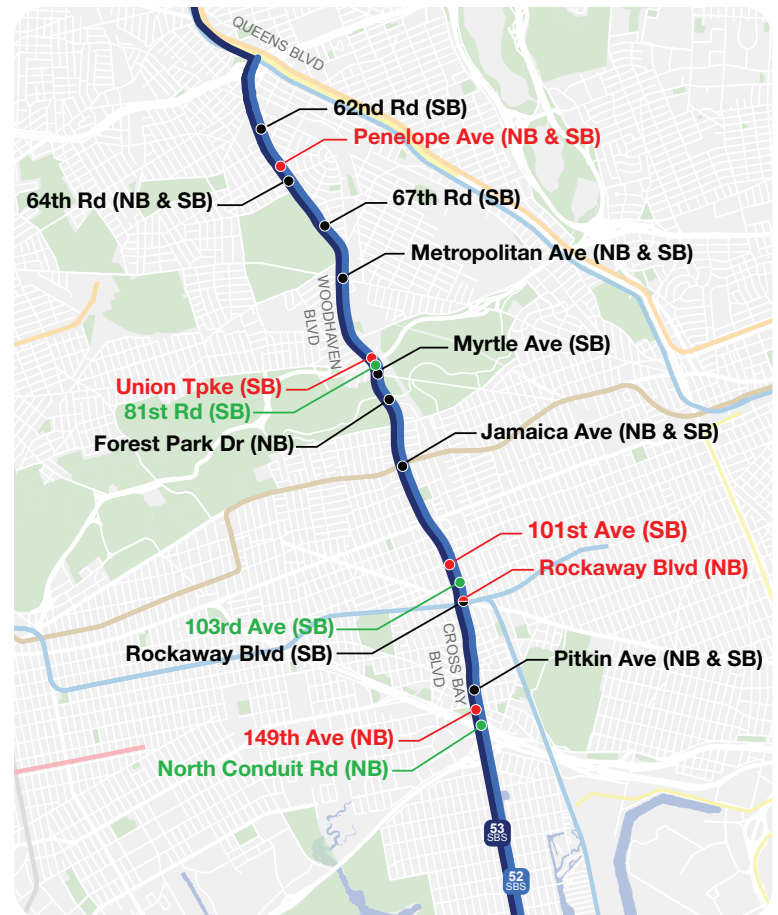 QUEENS BLVD
62nd Rd (SB)
Penelope Ave (NB & SB)
64th Rd (NB & SB)
67th Rd (SB)
Metropolitan Ave (NB & SB)
WOODHAVEN
BLVD
Myrtle Ave (SB)
Union Tpke (SB)
81st Rd (SB)
Forest Park Dr (NB)
Jamaica Ave (NB & SB)
101st Ave (SB)
Rockaway Blvd (NB)
103rd Ave (SB)
Rockaway Blvd (SB)
CROSS BAY
BLVD
Pitkin Ave (NB & SB)
149th Ave (NB)
North Conduit Rd (NB)
53
SBS
52
SBS